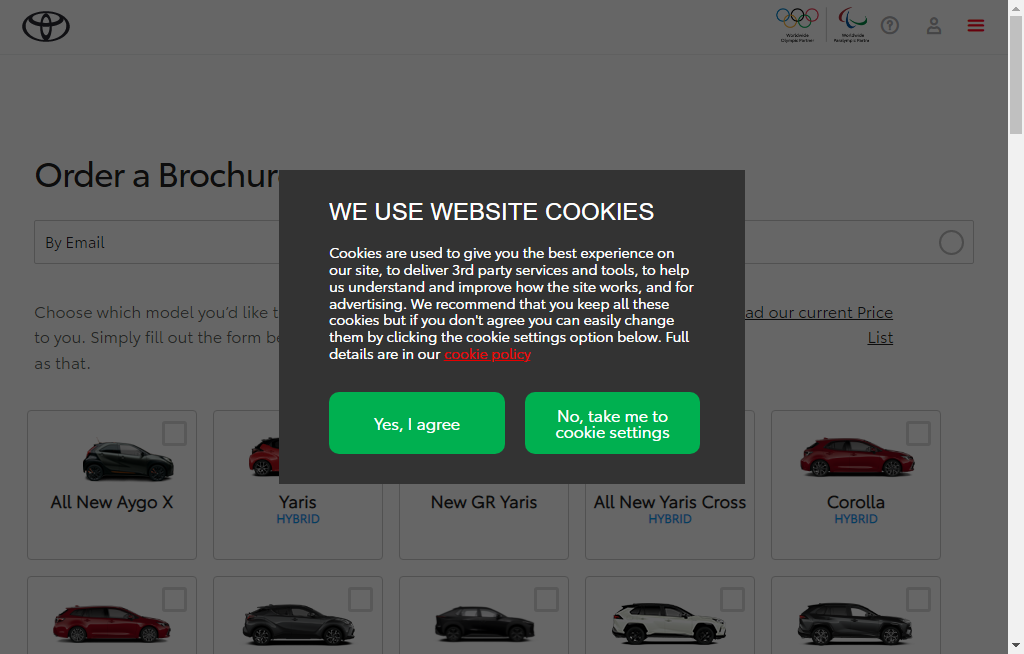 Worldwide
Olympic Partner
Worldwide
Paralympic Partner
Order a Brochur
WE USE WEBSITE COOKIES
By Email
Cookies are used to give you the best experience on
our site, to deliver 3rd party services and tools, to help
us understand and improve how the site works, and for
advertising. We recommend that you keep all these
cookies but if you don't agree you can easily change
them by clicking the cookie settings option below. Full
details are in our cookie policy
Choose which model you'd like t
to you. Simply fill out the form be
as that.
ad our current Price
List
Yes, I agree
No, take me to
cookie settings
All New Aygo X
Yaris
HYBRID
New GR Yaris
All New Yaris Cross
HYBRID
Corolla
HYBRID